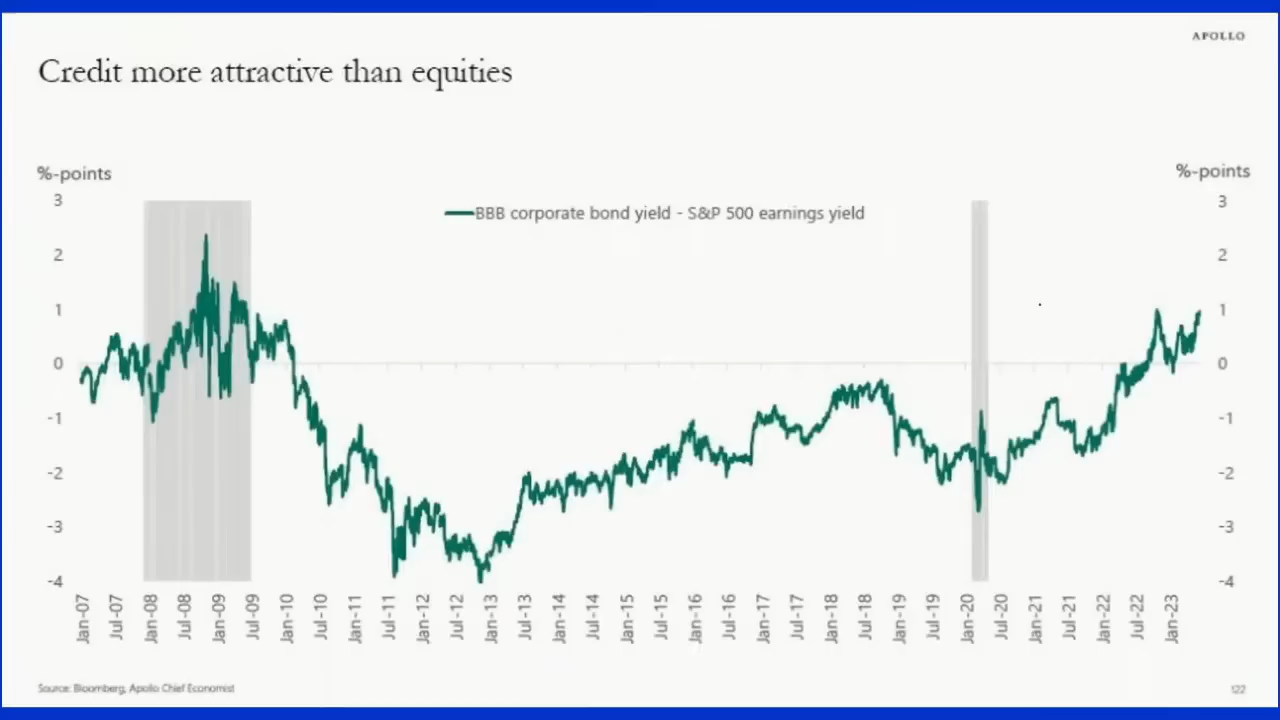 APOLLO
Credit more attractive than equities
%-points %-points
BBB corporate bond yield - S&P 500 earnings yield
3 3
2 2
1 1
0 0
-1 -1
-2 -2
-3 -3
-4 -4
Jan-07 Jul-07 Jan-08 Jul-08 Jan-09 Jul-09 Jan-10 Jul-10 Jan-11 Jul-11 Jan-12 Jul-12 Jan-13 Jul-13 Jan-14 Jul-14 Jan-15 Jul-15 Jan-16 Jul-16 Jan-17 Jul-17 Jan-18 Jul-18 Jan-19 Jul-19 Jan-20 Jul-20 Jan-21 Jul-21 Jan-22 Jul-22 Jan-23
Source: Bloomberg, Apollo Chief Economist
122